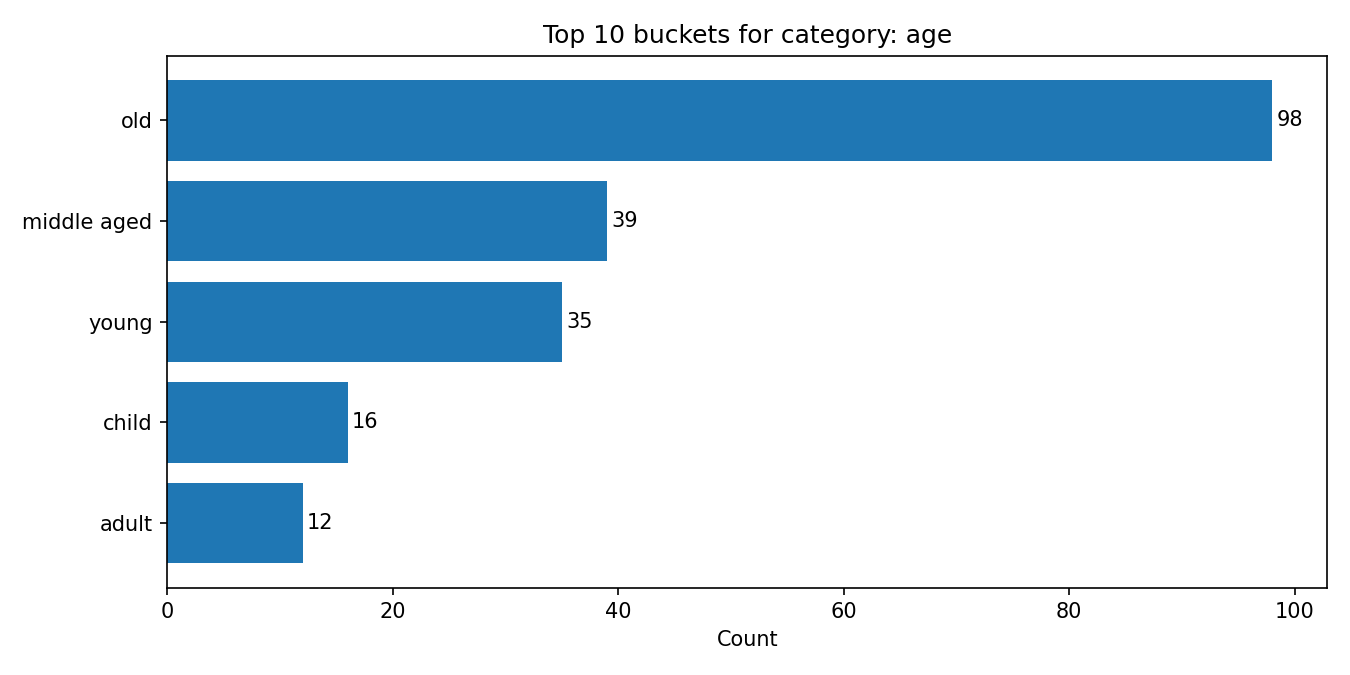 Top 10 buckets for category: age
old
98
middle aged
39
young
35
child
16
adult
12
0 20 40 60 80 100
Count